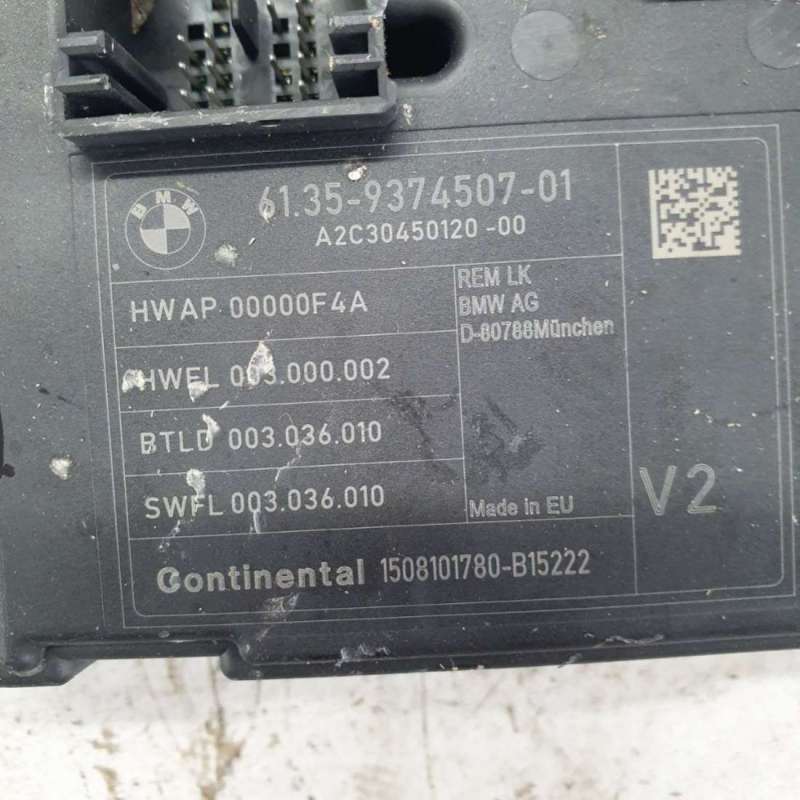 BMW
61.35-9374507-01
A2C30450120-00
HWAP 00000F4A
REM LK
BMW AG
D-80788München
HWEL 003.000.002
BTLD 003.036.010
SWFL 003.036.010
Made in EU
V2
Continental 1508101780-B15222